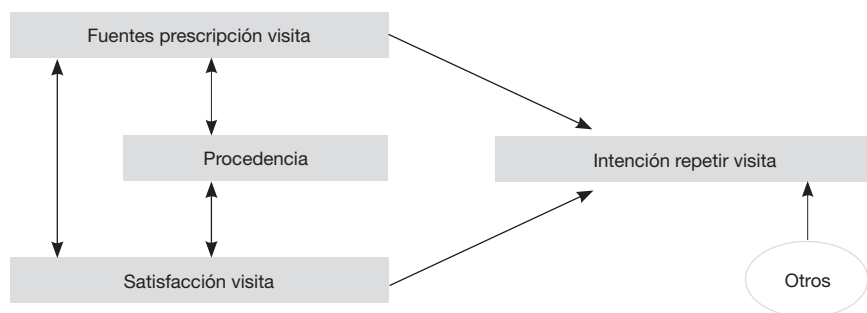 Fuentes prescripción visita
Procedencia
Intención repetir visita
Satisfacción visita
Otros